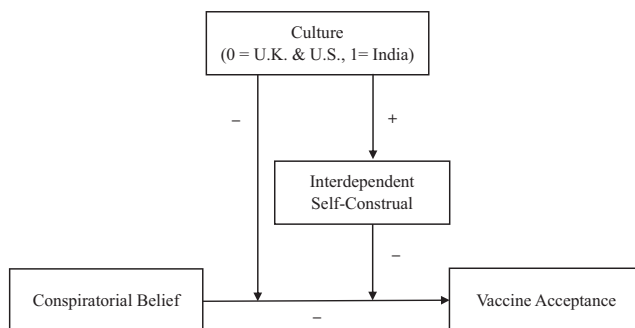 Culture
(0 = U.K. & U.S., 1= India)
–
+
Interdependent
Self-Construal
–
Conspiratorial Belief
Vaccine Acceptance
–